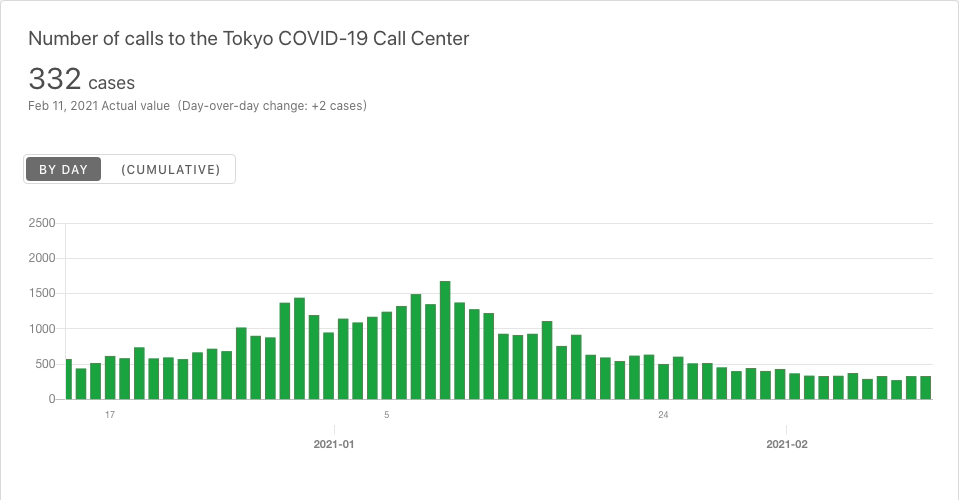 Number of calls to the Tokyo COVID-19 Call Center
332 cases
Feb 11, 2021 Actual value (Day-over-day change: +2 cases)
BY DAY (CUMULATIVE)
2500
2000
1500
1000
500
0
17 5 24
2021-01 2021-02